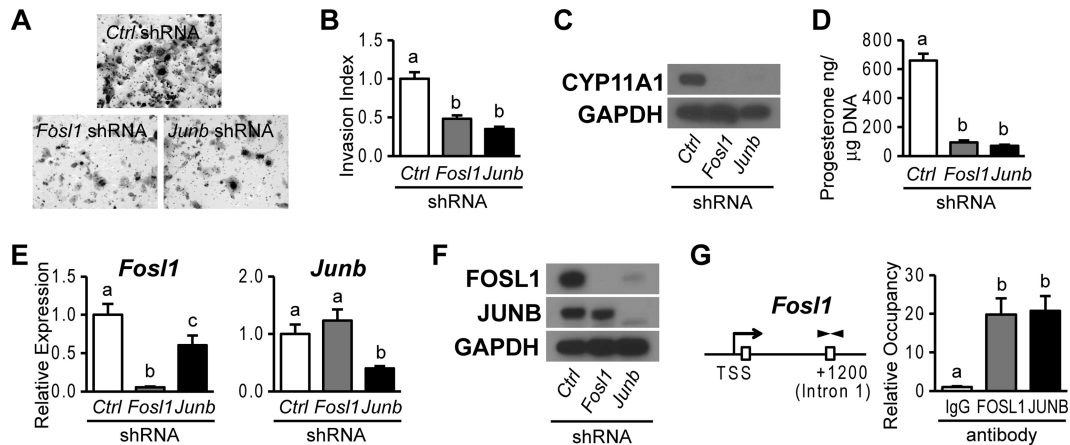 A
Ctrl shRNA
Fosl1 shRNA
Junb shRNA
B
Invasion Index
1.5
1.0
0.5
0.0
a
b
b
Ctrl Fosl1 Junb
shRNA
C
CYP11A1
GAPDH
Ctrl
Fosl1
Junb
shRNA
D
Progesterone ng/
µg DNA
800
600
400
200
0
a
b
b
Ctrl Fosl1 Junb
shRNA
E
Relative Expression
Fosl1
1.5
1.0
0.5
0.0
a
b
c
Ctrl Fosl1 Junb
shRNA
Junb
2.0
1.0
0.0
a
a
b
Ctrl Fosl1 Junb
shRNA
F
FOSL1
JUNB
GAPDH
Ctrl
Fosl1
Junb
shRNA
G
Fosl1
TSS
+1200
(Intron 1)
Relative Occupancy
30
20
10
0
a
b
b
IgG FOSL1 JUNB
antibody